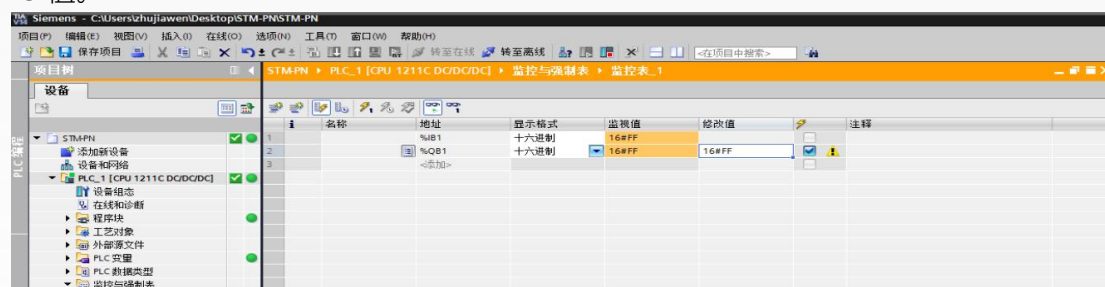 Siemens - C:\Users\zhujiawen\Desktop\STM-PN\STM-PN
项目(P) 编辑(E) 视图(V) 插入(I) 在线(O) 选项(N) 工具(T) 窗口(W) 帮助(H)
保存项目 转至在线 转至离线 <在项目中搜索>
项目树 STM-PN ▸ PLC_1 [CPU 1211C DC/DC/DC] ▸ 监控与强制表 ▸ 监控表_1
设备
i 名称 地址 显示格式 监视值 修改值 注释
STM-PN 1 %IB1 十六进制 16#FF
添加新设备 2 %QB1 十六进制 16#FF 16#FF
设备和网络 3 <添加>
PLC_1 [CPU 1211C DC/DC/DC]
设备组态
在线和诊断
程序块
工艺对象
外部源文件
PLC 变量
PLC 数据类型
监控与强制表
PLC 编程